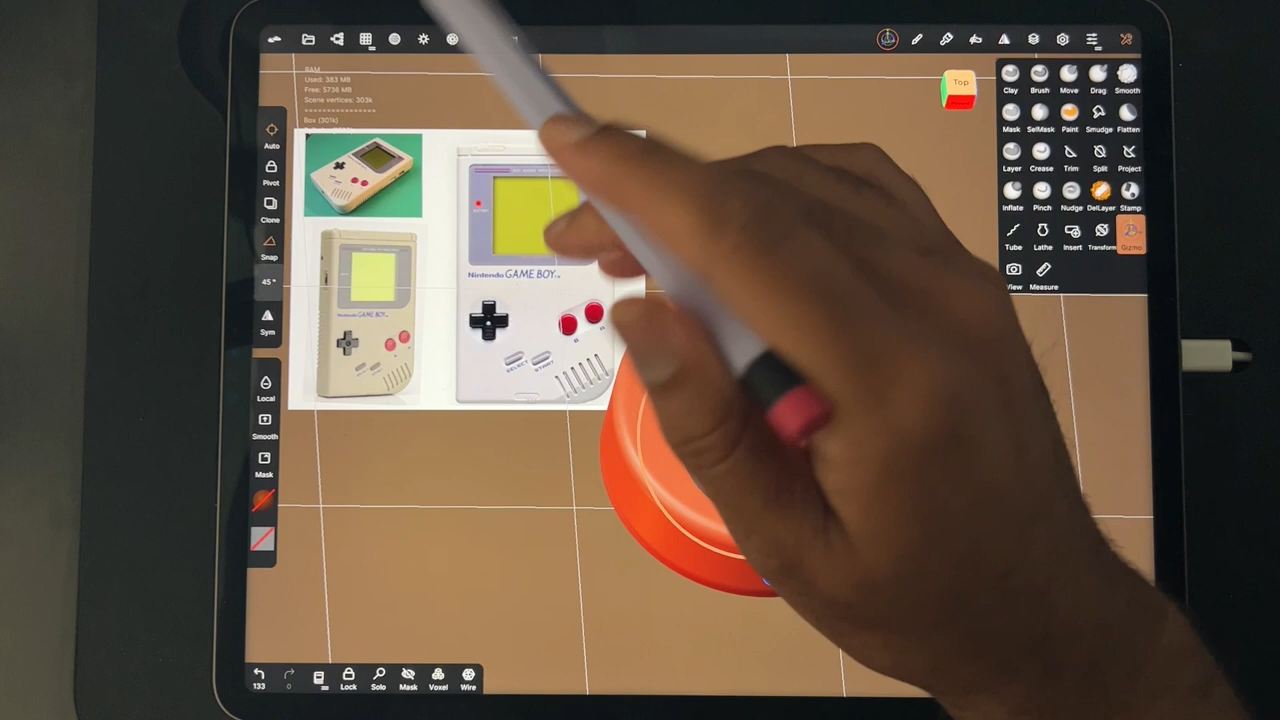 RAM
Used: 383 MB
Free: 5736 MB
Scene vertices: 303k
Box (301k)
Top
Clay Brush Move Drag Smooth
Mask SelMask Paint Smudge Flatten
Layer Crease Trim Split Project
Inflate Pinch Nudge DelLayer Stamp
Tube Lathe Insert Transform Gizmo
View Measure
Auto
Pivot
Clone
Snap
45°
Sym
Local
Smooth
Mask
Nintendo GAME BOY TM
SELECT START
B
GAME BOY
133 0 Lock Solo Mask Voxel Wire